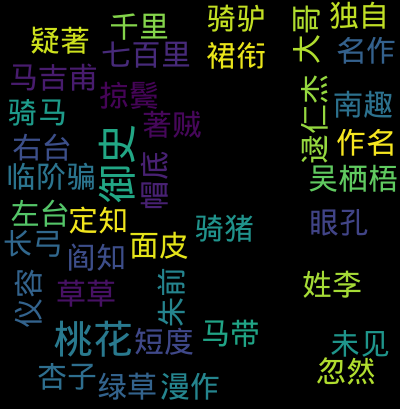 千里
骑驴
独自
大哥
疑著
七百里
裙衔
名作
马吉甫
掠鬓
南趣
骑马
著贼
逯仁杰
作名
右台
御史
帽底
临阶骗
吴栖梧
左台
定知
骑猪
眼孔
长弓
阎知
面皮
仪容
草草
朱前
姓李
桃花
短度
马带
未见
杏子
绿草
漫作
忽然